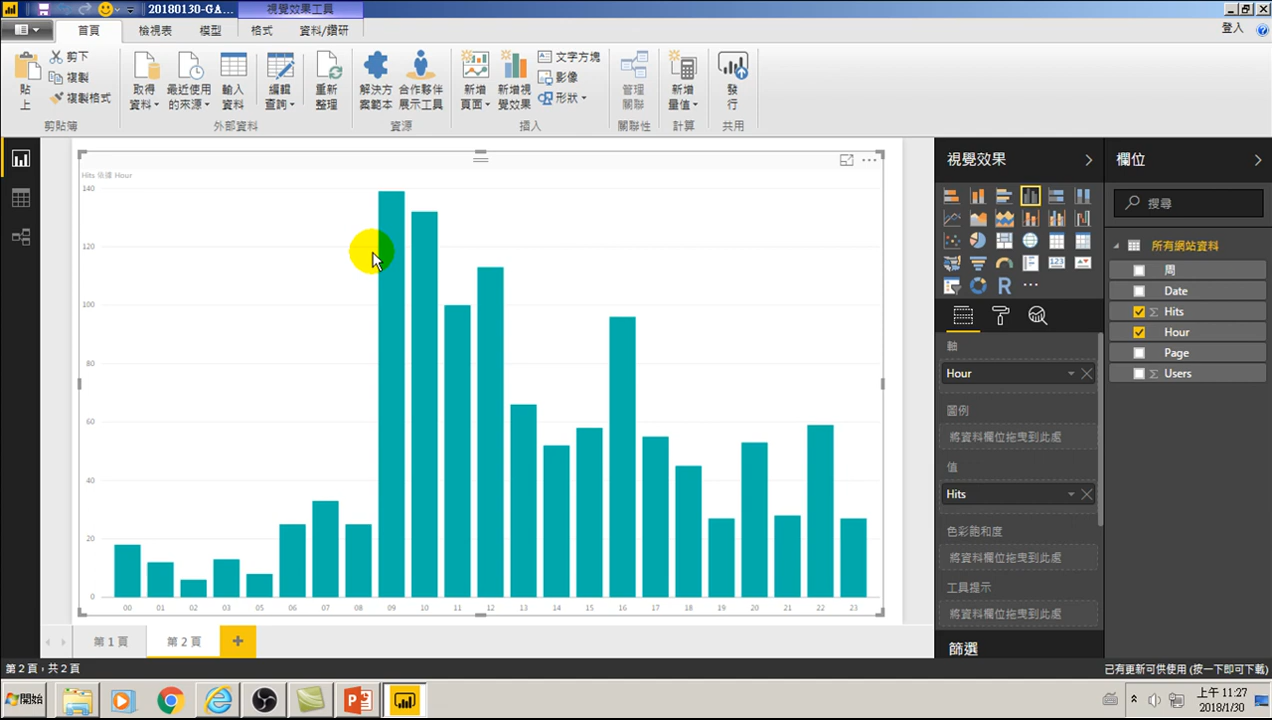 20180130-GA...
視覺效果工具
首頁
檢視表
模型
格式
資料/鑽研
登入
貼上
剪下
複製
複製格式
剪貼簿
取得資料
最近使用的來源
輸入資料
編輯查詢
外部資料
重新整理
解決方案範本
合作夥伴展示工具
資源
新增頁面
新增視覺效果
文字方塊
影像
形狀
插入
管理關聯
關聯性
新增量值
計算
發行
共用
Hits 依據 Hour
140
120
100
80
60
40
20
0
00 01 02 03 05 06 07 08 09 10 11 12 13 14 15 16 17 18 19 20 21 22 23
視覺效果
軸
Hour
圖例
將資料欄位拖曳到此處
值
Hits
色彩飽和度
將資料欄位拖曳到此處
工具提示
將資料欄位拖曳到此處
篩選
欄位
搜尋
所有網站資料
周
Date
Σ Hits
Hour
Page
Σ Users
第 1 頁
第 2 頁
第 2 頁，共 2 頁
已有更新可供使用 (按一下即可下載)
開始
上午 11:27
2018/1/30